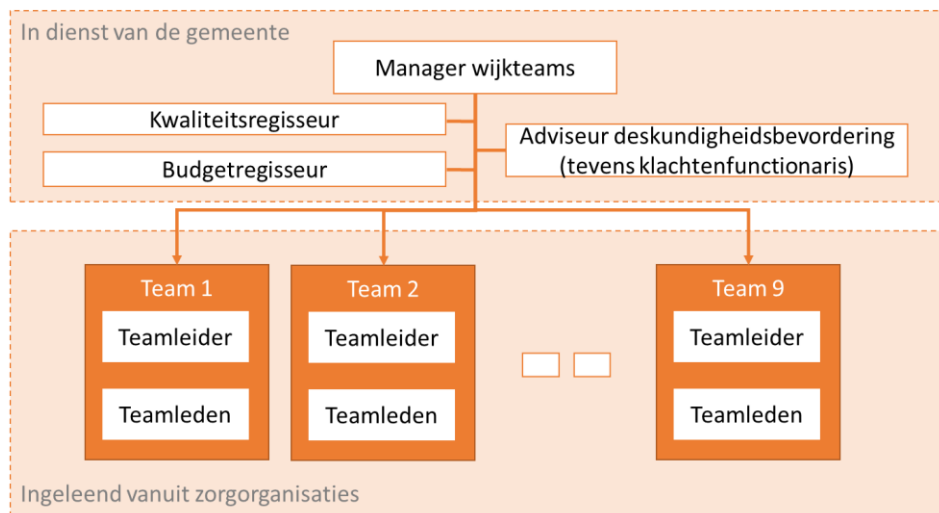 In dienst van de gemeente
Manager wijkteams
Kwaliteitsregisseur
Budgetregisseur
Adviseur deskundigheidsbevordering
(tevens klachtenfunctionaris)
Team 1
Teamleider
Teamleden
Team 2
Teamleider
Teamleden
Team 9
Teamleider
Teamleden
Ingeleend vanuit zorgorganisaties